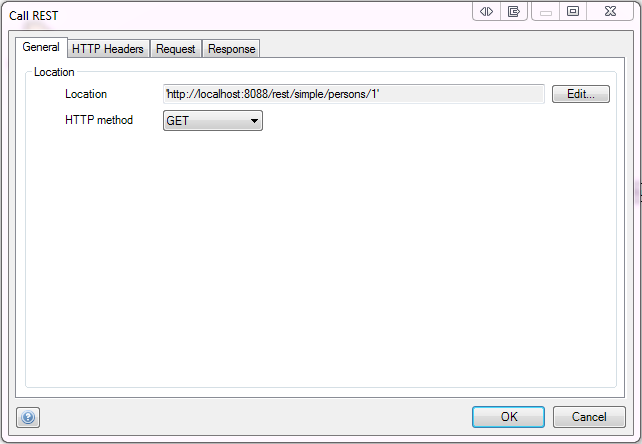 Call REST
General HTTP Headers Request Response
Location
Location 'http://localhost:8088/rest/simple/persons/1' Edit...
HTTP method GET
OK Cancel